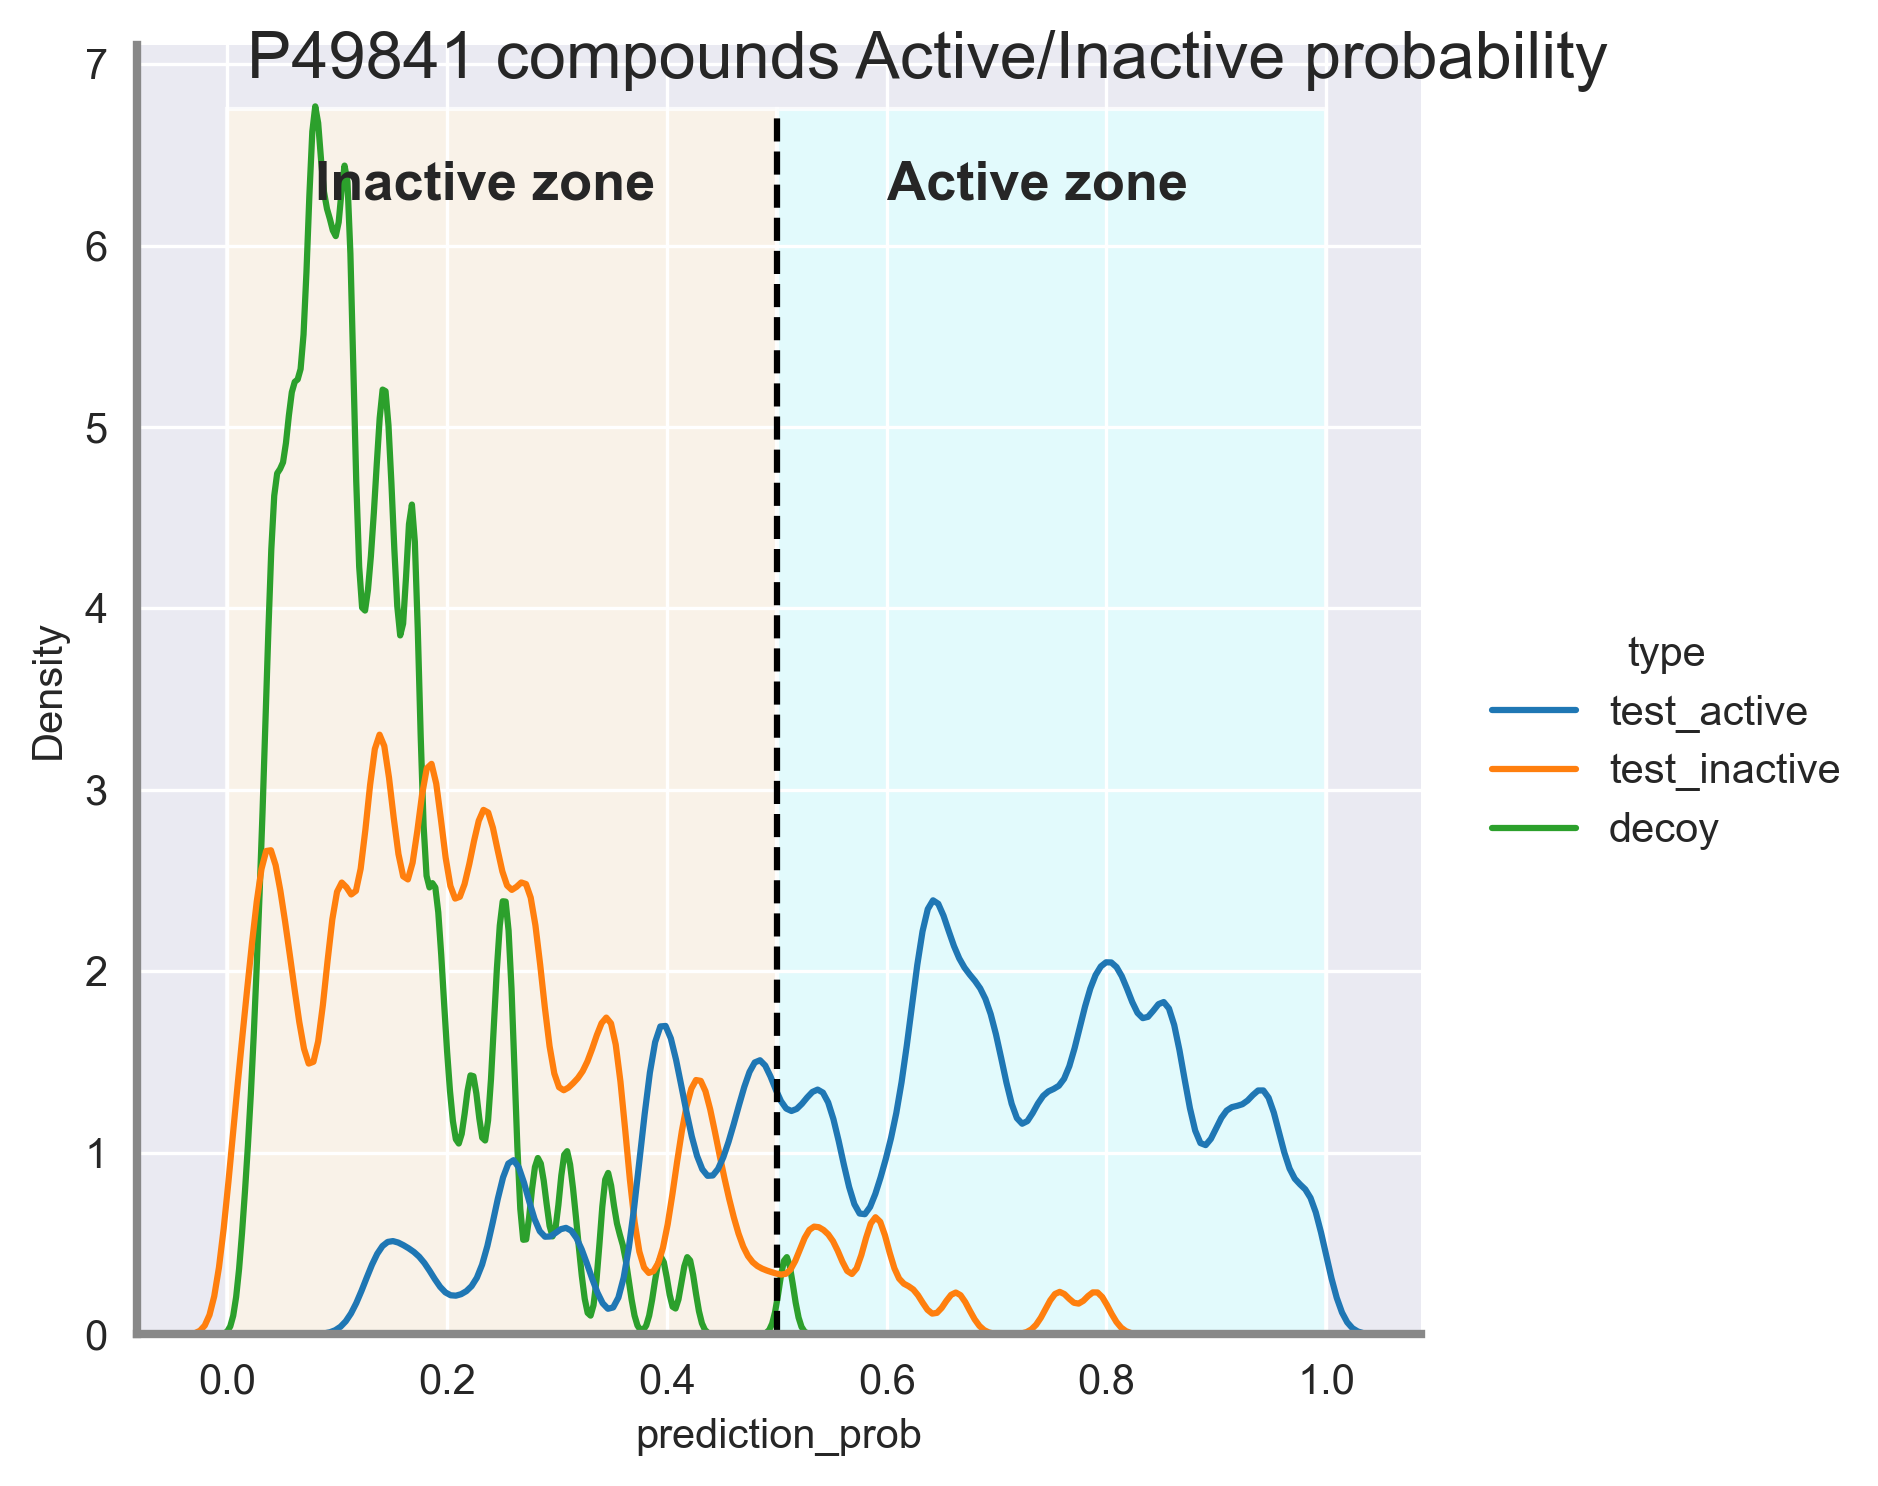 P49841 compounds Active/Inactive probability
7
6
5
4
3
2
1
0
Density
Inactive zone
Active zone
0.0 0.2 0.4 0.6 0.8 1.0
prediction_prob
type
test_active
test_inactive
decoy